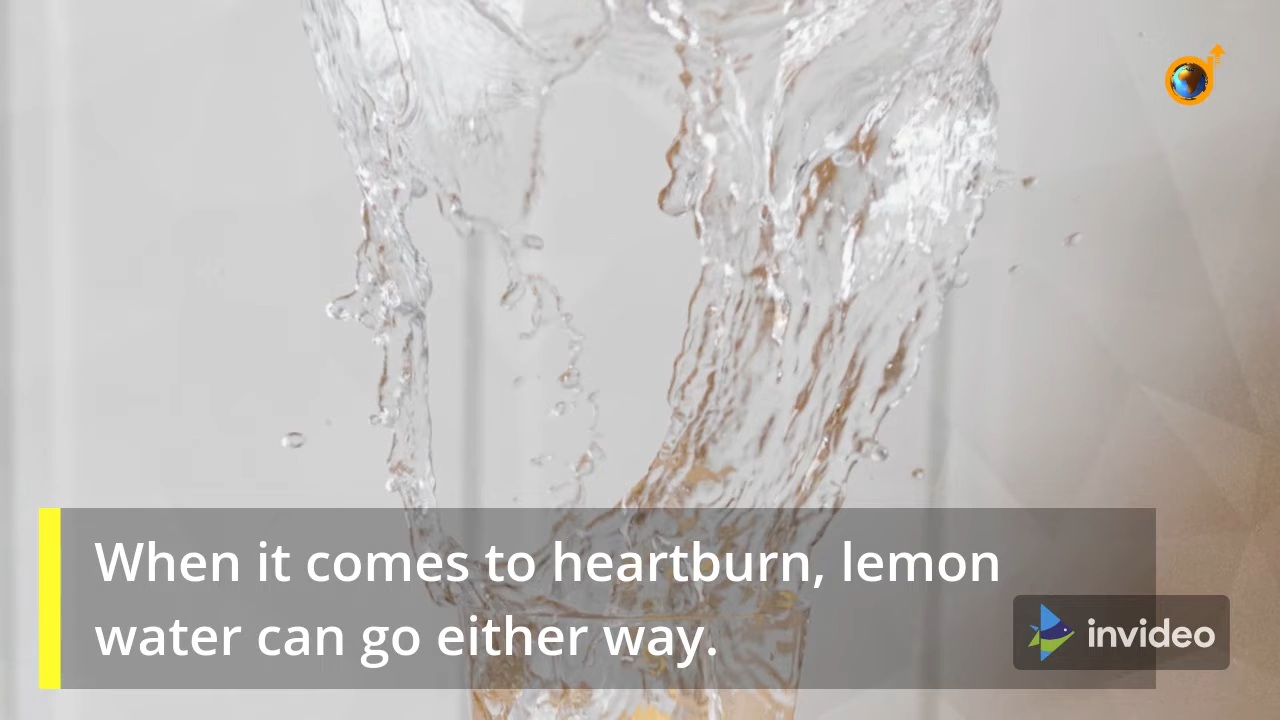 When it comes to heartburn, lemon
water can go either way.
invideo